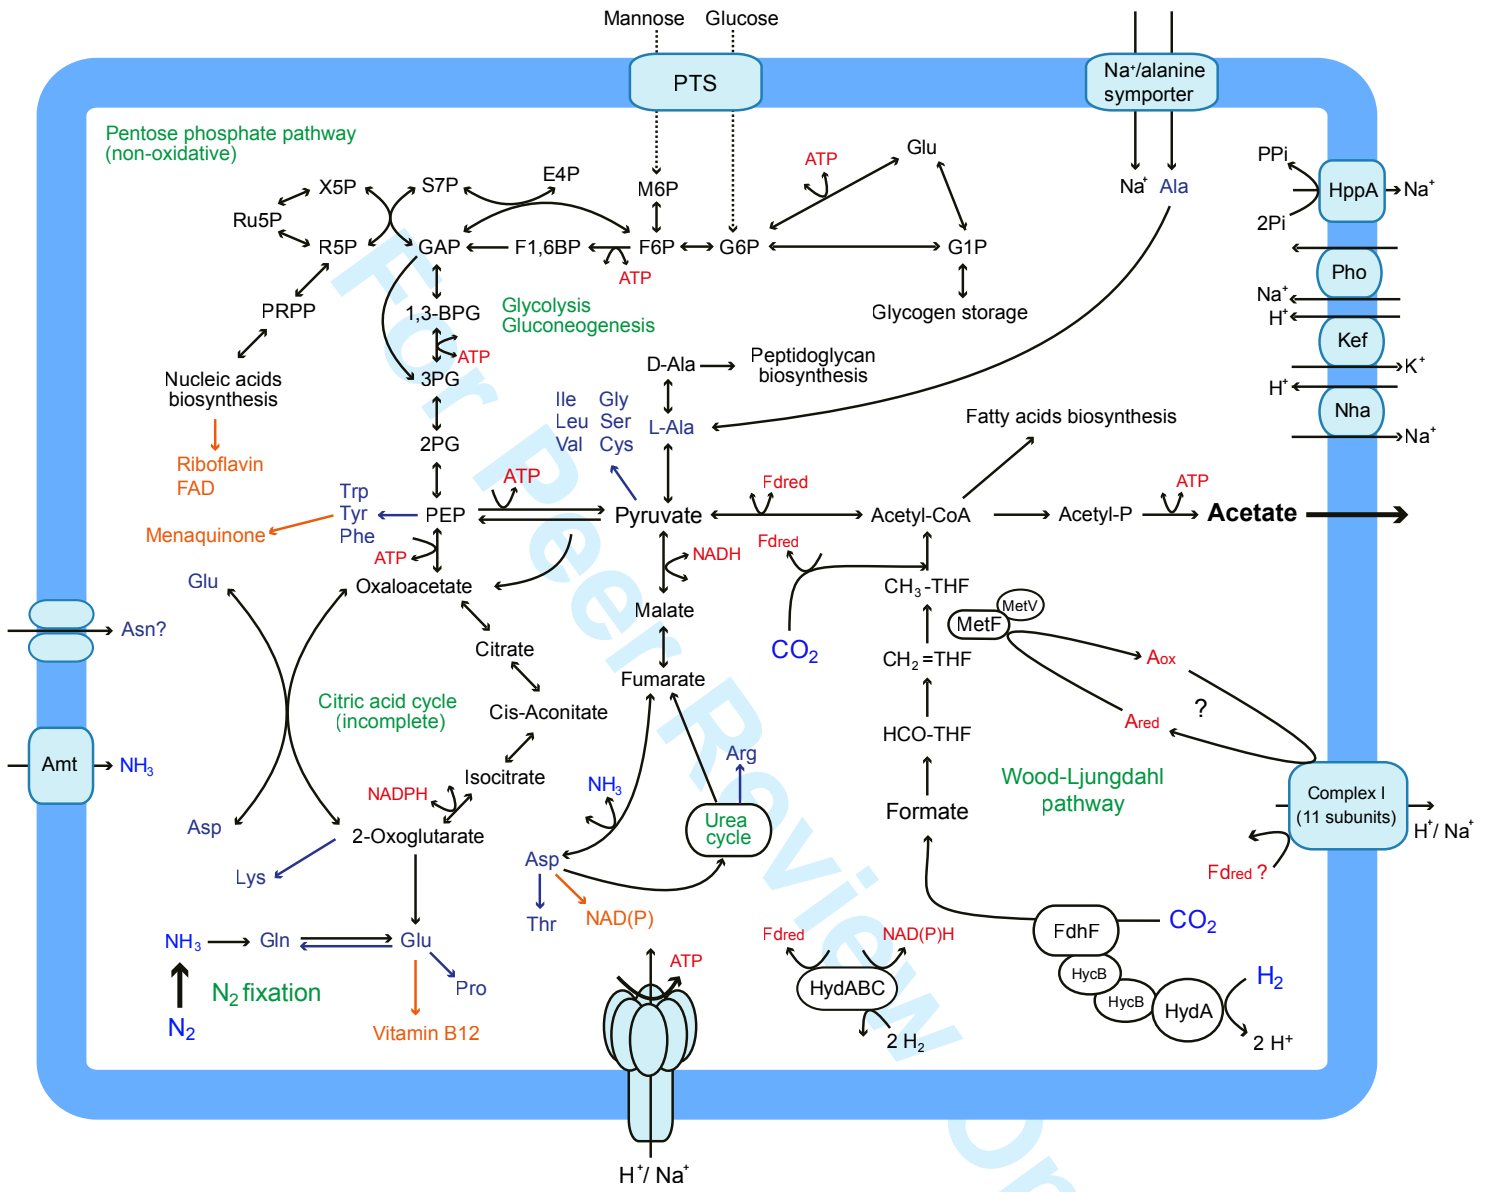 Mannose Glucose
PTS
Na⁺/alanine
symporter
Pentose phosphate pathway
(non-oxidative)
X5P
S7P
E4P
M6P
ATP
Glu
Na⁺ Ala
PPi
HppA
Na⁺
2Pi
Ru5P
R5P
GAP
F1,6BP
F6P
G6P
G1P
ATP
Pho
PRPP
1,3-BPG
Glycolysis
Gluconeogenesis
Glycogen storage
Na⁺
H⁺
Kef
K⁺
ATP
D-Ala
Peptidoglycan
biosynthesis
Nucleic acids
biosynthesis
3PG
H⁺
Nha
Na⁺
Ile Gly
Leu Ser
Val Cys
L-Ala
Fatty acids biosynthesis
2PG
Riboflavin
FAD
ATP
Fdred
ATP
Trp
Tyr
Phe
PEP
Pyruvate
Acetyl-CoA
Acetyl-P
Acetate
Menaquinone
ATP
NADH
Fdred
Glu
Oxaloacetate
CH₃-THF
Malate
MetV
MetF
Asn?
Citrate
CO₂
CH₂=THF
Aox
Fumarate
Citric acid cycle
(incomplete)
Cis-Aconitate
?
Ared
HCO-THF
Amt
NH₃
Isocitrate
Arg
NH₃
NADPH
Wood-Ljungdahl
pathway
Complex I
(11 subunits)
H⁺/ Na⁺
Formate
Asp
2-Oxoglutarate
Urea
cycle
Asp
Fdred ?
Lys
Thr
NAD(P)
CO₂
FdhF
NH₃
Gln
Glu
Fdred
NAD(P)H
ATP
HycB
H₂
N₂ fixation
Pro
HydABC
HycB
HydA
N₂
Vitamin B12
2 H₂
2 H⁺
H⁺/ Na⁺
For Peer Review On